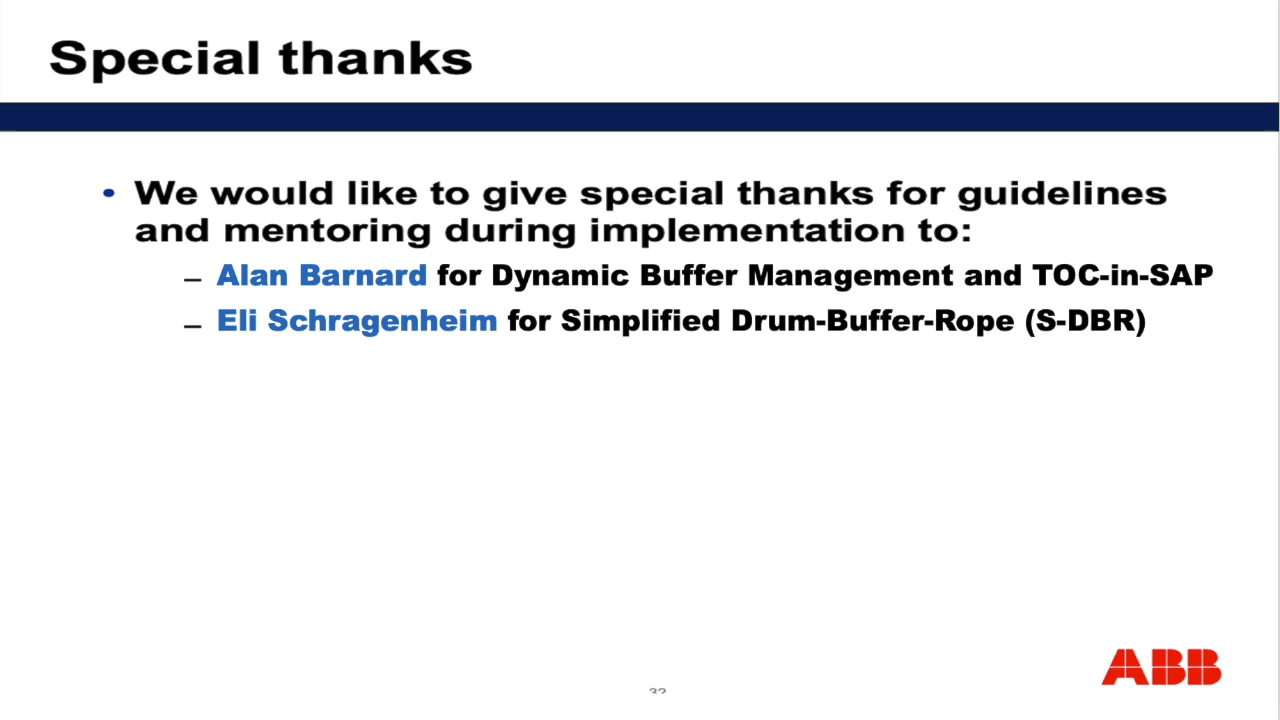 Special thanks
• We would like to give special thanks for guidelines
and mentoring during implementation to:
– Alan Barnard for Dynamic Buffer Management and TOC-in-SAP
– Eli Schragenheim for Simplified Drum-Buffer-Rope (S-DBR)
ABB
32